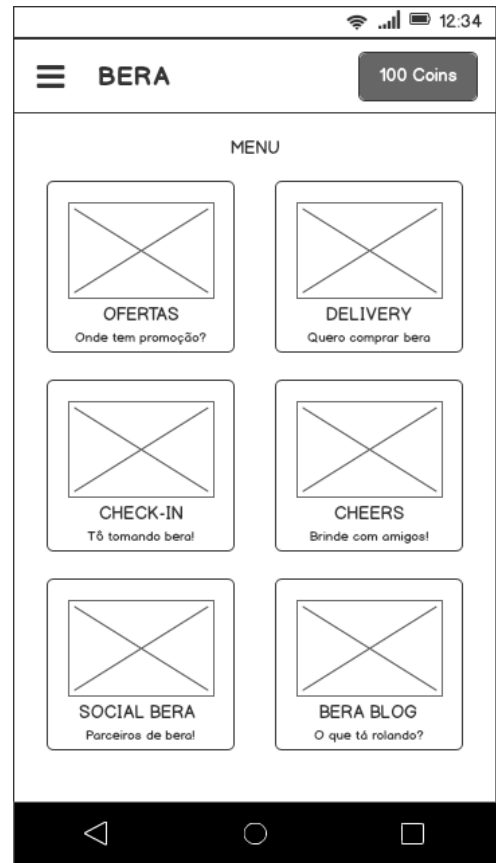 12:34
BERA
100 Coins
MENU
OFERTAS
Onde tem promoção?
DELIVERY
Quero comprar bera
CHECK-IN
Tô tomando bera!
CHEERS
Brinde com amigos!
SOCIAL BERA
Parceiros de bera!
BERA BLOG
O que tá rolando?